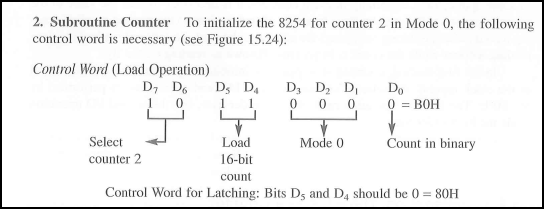 2. Subroutine Counter To initialize the 8254 for counter 2 in Mode 0, the following
control word is necessary (see Figure 15.24):
Control Word (Load Operation)
D7 D6 D5 D4 D3 D2 D1 D0
1 0 1 1 0 0 0 0 = B0H
Select Load Mode 0 Count in binary
counter 2 16-bit
count
Control Word for Latching: Bits D5 and D4 should be 0 = 80H